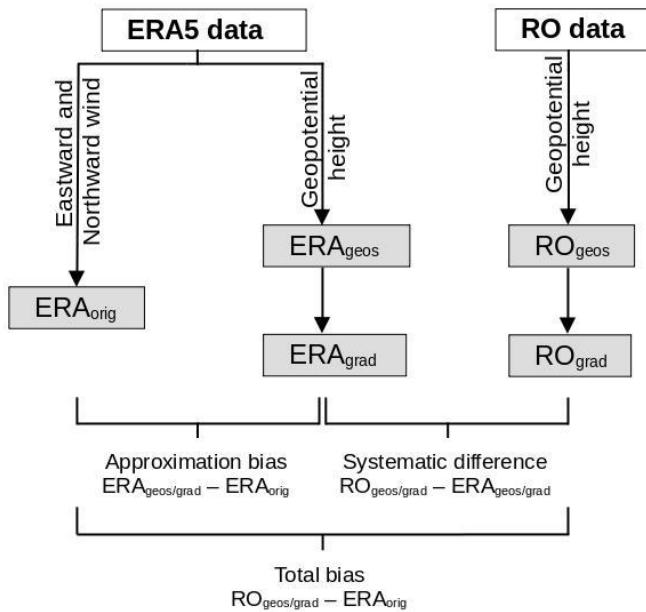 ERA5 data
RO data
Eastward and
Northward wind
Geopotential
height
Geopotential
height
ERAgeos
ROgeos
ERAorig
ERAgrad
ROgrad
Approximation bias
ERAgeos/grad – ERAorig
Systematic difference
ROgeos/grad – ERAgeos/grad
Total bias
ROgeos/grad – ERAorig